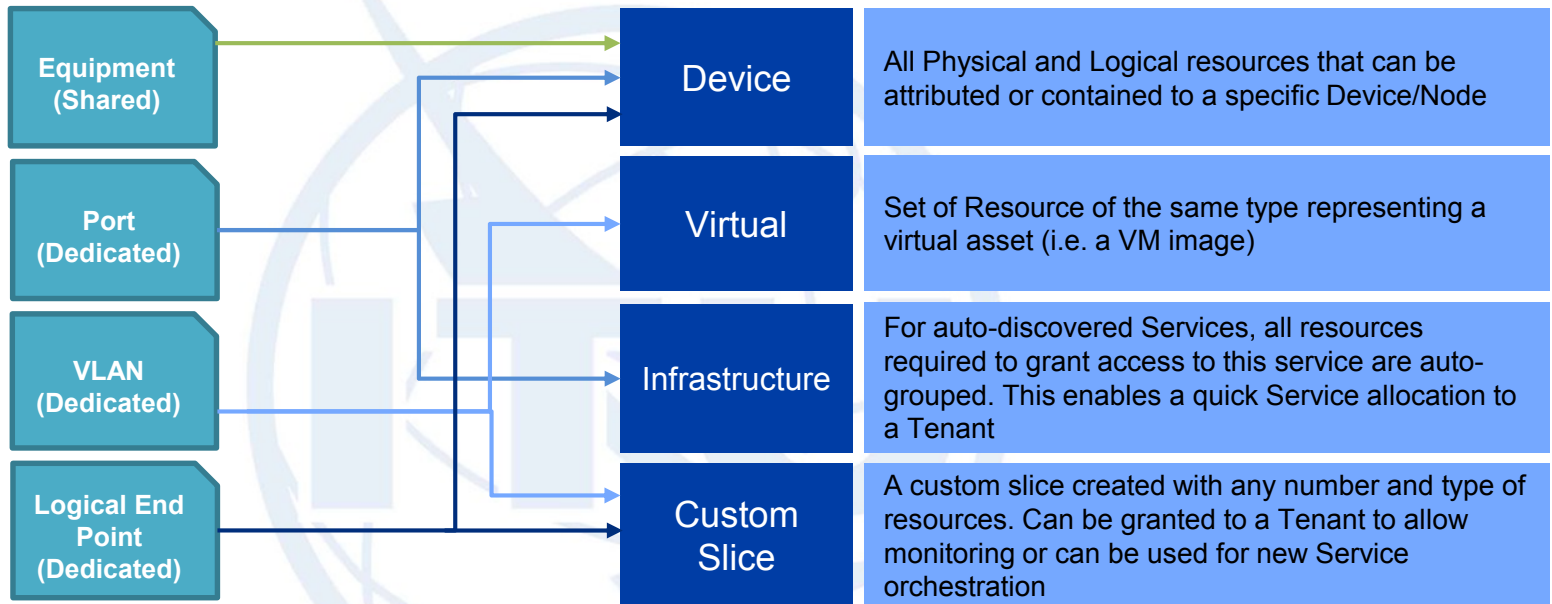 Equipment
(Shared)
Device
All Physical and Logical resources that can be
attributed or contained to a specific Device/Node
Port
(Dedicated)
Virtual
Set of Resource of the same type representing a
virtual asset (i.e. a VM image)
VLAN
(Dedicated)
Infrastructure
For auto-discovered Services, all resources
required to grant access to this service are auto-
grouped. This enables a quick Service allocation to
a Tenant
Logical End
Point
(Dedicated)
Custom
Slice
A custom slice created with any number and type of
resources. Can be granted to a Tenant to allow
monitoring or can be used for new Service
orchestration
ITU